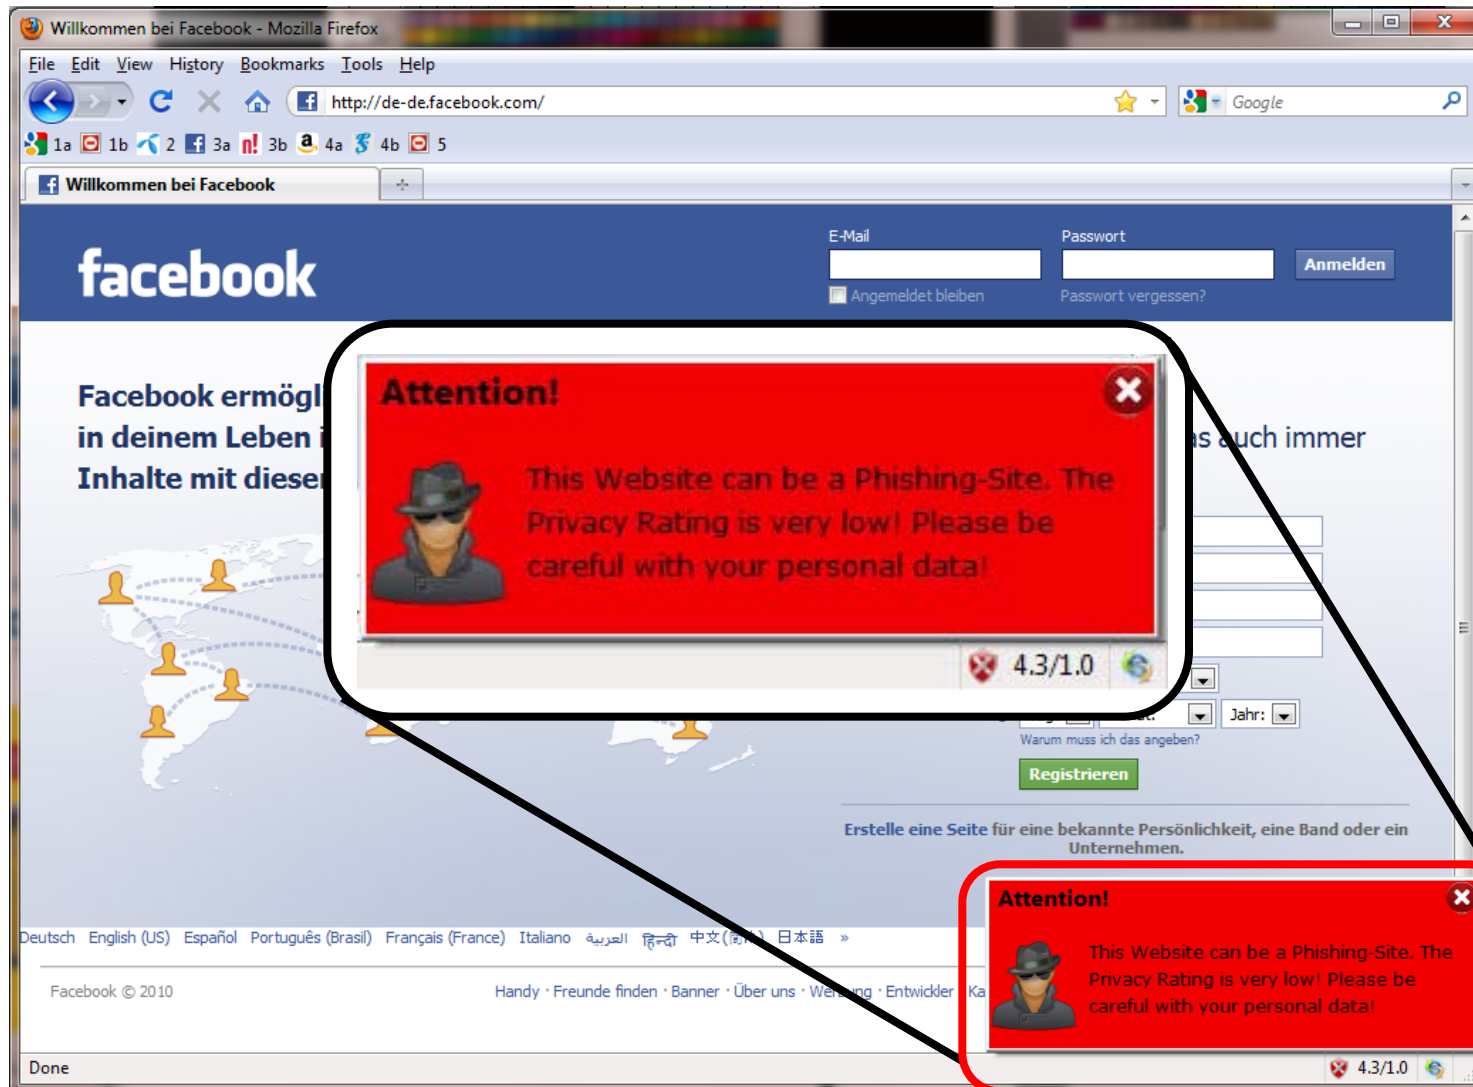 Willkommen bei Facebook - Mozilla Firefox
File Edit View History Bookmarks Tools Help
http://de-de.facebook.com/
Google
1a 1b 2 3a 3b 4a 4b 5
Willkommen bei Facebook
facebook
E-Mail Passwort
Anmelden
Angemeldet bleiben Passwort vergessen?
Facebook ermögl
in deinem Leben i as auch immer
Inhalte mit diese
Attention!
This Website can be a Phishing-Site. The
Privacy Rating is very low! Please be
careful with your personal data!
4.3/1.0
Jahr:
Warum muss ich das angeben?
Registrieren
Erstelle eine Seite für eine bekannte Persönlichkeit, eine Band oder ein
Unternehmen.
Attention!
This Website can be a Phishing-Site. The
Privacy Rating is very low! Please be
careful with your personal data!
Deutsch English (US) Español Português (Brasil) Français (France) Italiano العربية हिन्दी 中文(简体) 日本語 »
Facebook © 2010 Handy · Freunde finden · Banner · Über uns · Werbung · Entwickler · Ka
Done 4.3/1.0